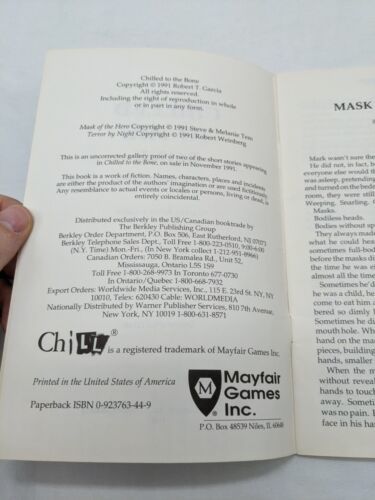 Chilled to the Bone
Copyright © 1991 Robert T. Garcia
All rights reserved.
Including the right of reproduction in whole
or in part in any form.
Mask of the Hero Copyright © 1991 Steve & Melanie Tem
Terror by Night Copyright © 1991 Robert Weinberg
This is an uncorrected galley proof of two of the short stories appearing
in Chilled to the Bone, on sale in November 1991.
This book is a work of fiction. Names, characters, places and incidents
are either the product of the authors' imagination or are used fictitiously.
Any resemblance to actual events or locales or persons, living or dead, is
entirely coincidental.
Distributed exclusively in the US/Canadian booktrade by
The Berkley Publishing Group
Berkley Order Department, P.O. Box 506, East Rutherford, NJ 07071
Berkley Telephone Sales Dept., Toll Free 1-800-223-0510, 9:00-6:00
(N.Y. Time) Mon.-Fri., (In New York collect 1-212-951-8966)
Canadian Orders: 7050 B. Bramalea Rd., Unit 52,
Mississauga, Ontario L5S 1S9
Toll Free 1-800-268-9973 In Toronto 677-0730
In Ontario/Quebec 1-800-668-7932
Export Orders: Worldwide Media Services, Inc., 115 E. 23rd St. NY, NY
10010, Telex: 620430 Cable: WORLDMEDIA
Nationally Distributed by Warner Publisher Services, 810 7th Avenue,
New York, NY 10019 1-800-631-8571
Chill® is a registered trademark of Mayfair Games Inc.
Printed in the United States of America
Paperback ISBN 0-923763-44-9
M
Mayfair
Games
Inc.
P.O. Box 48539 Niles, IL 60648
MASK
Mark wasn't sure the
He did not, in fact,
everyone else would
was asleep, pretending
and turned on the bed
room, they were still
Weeping. Snarling.
Masks.
Bodiless heads.
Bodies without
They always made
what he could
sometimes full-
before the masks
the time he was
almost all the time
Sometimes he'd
he was a child, he
come to eat him
bered so dimly
Sometimes he
mouth hole. Wh
hand on the mask
pieces, building
hands, smaller
When the m
without reveal
hands to touch
away. Sometim
was no pain.
face in his han